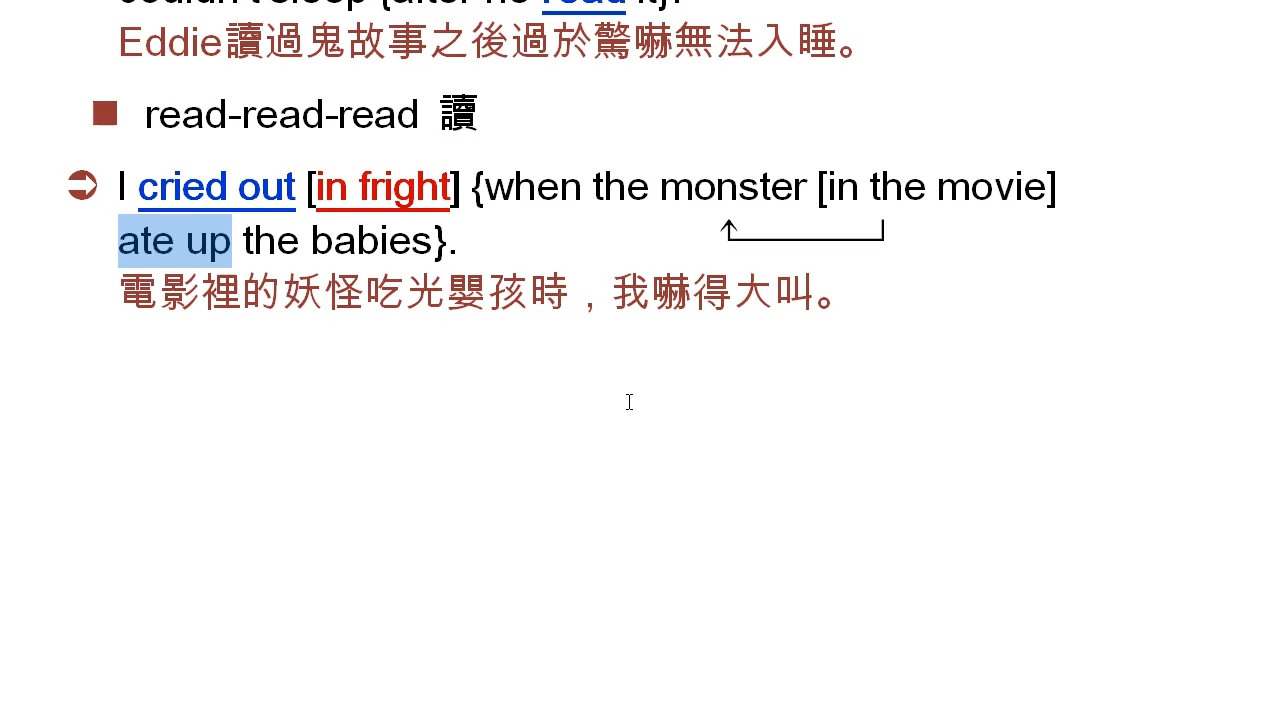 read it}.
Eddie讀過鬼故事之後過於驚嚇無法入睡。
read-read-read 讀
I cried out [in fright] {when the monster [in the movie]
ate up the babies}.
電影裡的妖怪吃光嬰孩時，我嚇得大叫。